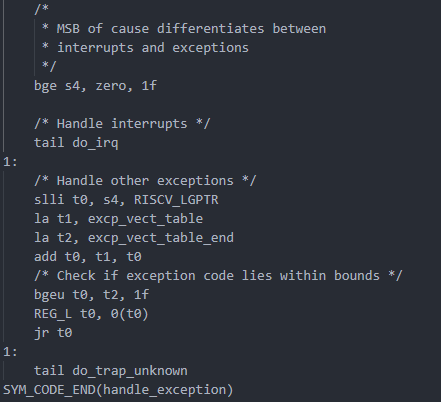 /*
* MSB of cause differentiates between
* interrupts and exceptions
*/
bge s4, zero, 1f
/* Handle interrupts */
tail do_irq
1:
/* Handle other exceptions */
slli t0, s4, RISCV_LGPTR
la t1, excp_vect_table
la t2, excp_vect_table_end
add t0, t1, t0
/* Check if exception code lies within bounds */
bgeu t0, t2, 1f
REG_L t0, 0(t0)
jr t0
1:
tail do_trap_unknown
SYM_CODE_END(handle_exception)